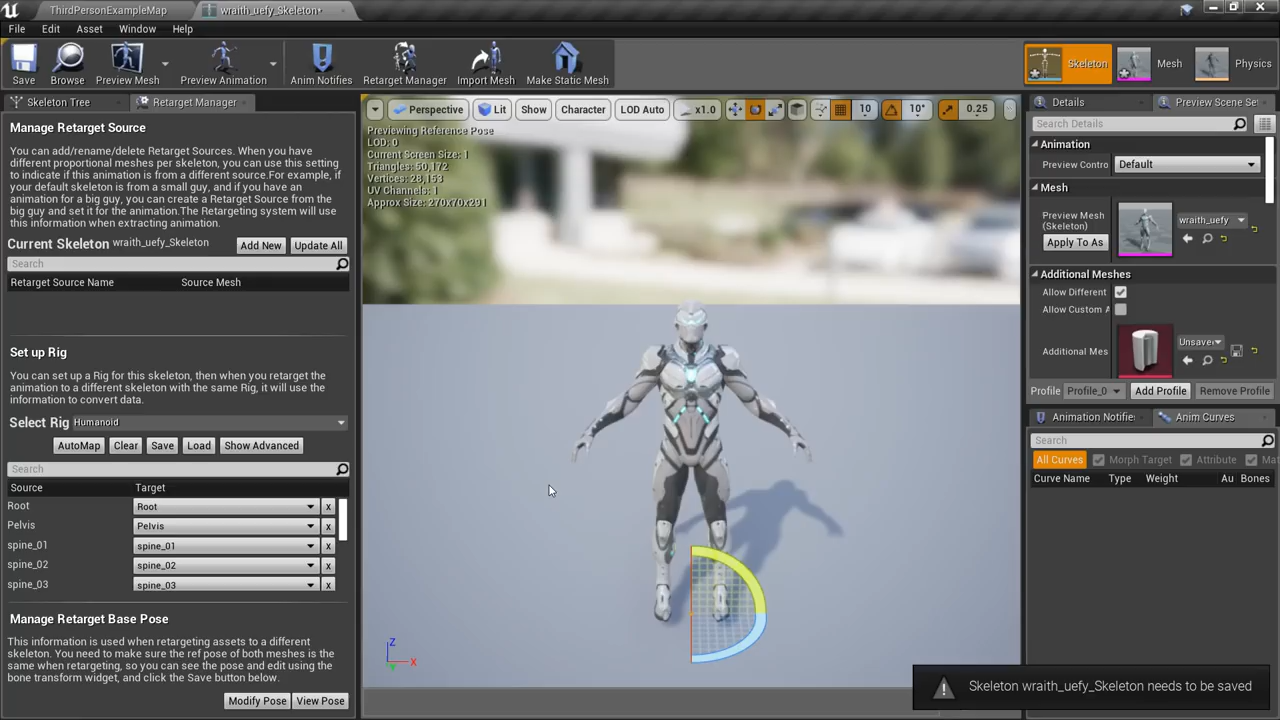 ThirdPersonExampleMap
wraith_uefy_Skeleton*
File Edit Asset Window Help
Save
Browse
Preview Mesh
Preview Animation
Anim Notifies
Retarget Manager
Import Mesh
Make Static Mesh
Skeleton
Mesh
Physics
Skeleton Tree
Retarget Manager
Manage Retarget Source
You can add/rename/delete Retarget Sources. When you have
different proportional meshes per skeleton, you can use this setting
to indicate if this animation is from a different source.For example, if
your default skeleton is from a small guy, and if you have an
animation for a big guy, you can create a Retarget Source from the
big guy and set it for the animation.The Retargeting system will use
this information when extracting animation.
Current Skeleton wraith_uefy_Skeleton
Add New
Update All
Search
Retarget Source Name
Source Mesh
Set up Rig
You can set up a Rig for this skeleton, then when you retarget the
animation to a different skeleton with the same Rig, it will use the
information to convert data.
Select Rig Humanoid
AutoMap
Clear
Save
Load
Show Advanced
Search
Source
Target
Root
Root
Pelvis
Pelvis
spine_01
spine_01
spine_02
spine_02
spine_03
spine_03
Manage Retarget Base Pose
This information is used when retargeting assets to a different
skeleton. You need to make sure the ref pose of both meshes is the
same when retargeting, so you can see the pose and edit using the
bone transform widget, and click the Save button below.
Modify Pose
View Pose
Perspective
Lit
Show
Character
LOD Auto
x1.0
10
10°
0.25
Previewing Reference Pose
LOD: 0
Current Screen Size: 1
Triangles: 50,172
Vertices: 28,153
UV Channels: 1
Approx Size: 270x70x291
Z
X
Details
Preview Scene Set
Search Details
Animation
Preview Contro
Default
Mesh
Preview Mesh
(Skeleton)
Apply To As
wraith_uefy
Additional Meshes
Allow Different
Allow Custom A
Additional Mes
Unsave
Profile
Profile_0
Add Profile
Remove Profile
Animation Notifie
Anim Curves
Search
All Curves
Morph Target
Attribute
Mat
Curve Name
Type
Weight
Au
Bones
Skeleton wraith_uefy_Skeleton needs to be saved